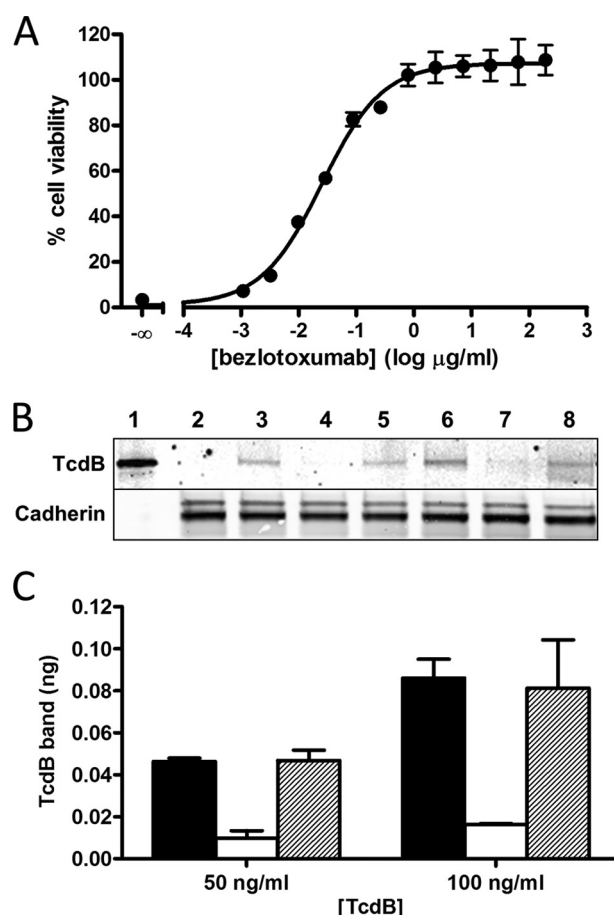 A
120
100
80
60
40
20
0
% cell viability
-∞ -4 -3 -2 -1 0 1 2 3
[bezlotoxumab] (log µg/ml)
B
1 2 3 4 5 6 7 8
TcdB
Cadherin
C
0.12
0.10
0.08
0.06
0.04
0.02
0.00
TcdB band (ng)
50 ng/ml 100 ng/ml
[TcdB]